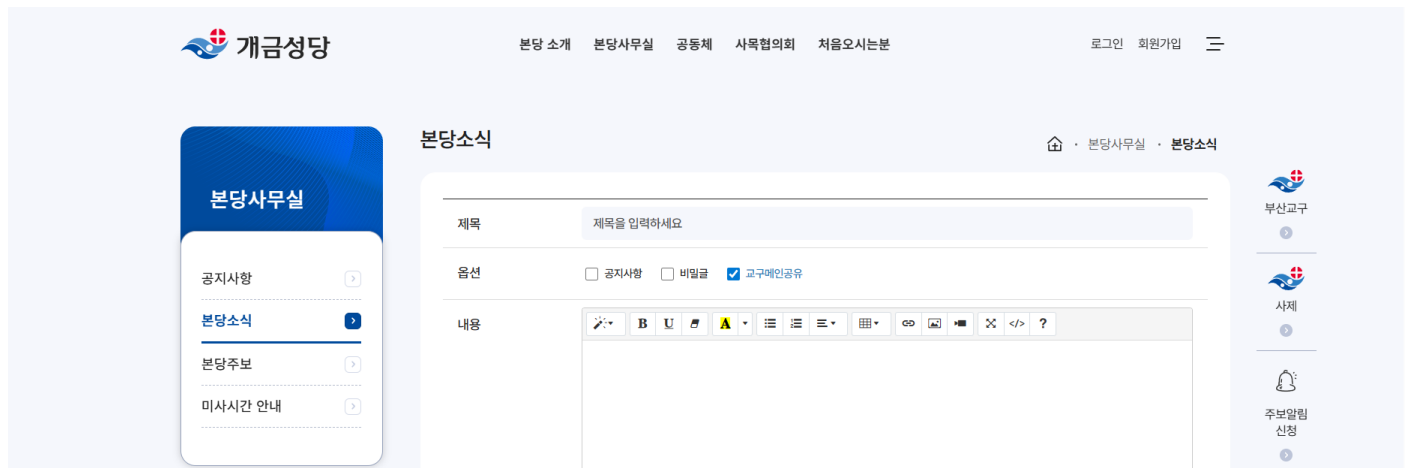 개금성당
본당 소개 본당사무실 공동체 사목협의회 처음오시는분
로그인 회원가입
본당사무실
공지사항
본당소식
본당주보
미사시간 안내
본당소식
본당사무실 · 본당소식
제목 제목을 입력하세요
옵션 공지사항 비밀글 교구메인공유
내용
B U A </> ?
부산교구
사제
주보알림
신청